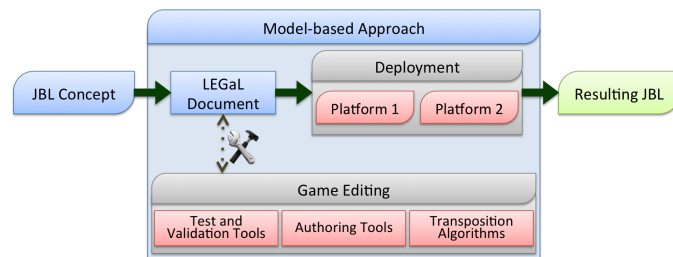 Model-based Approach
JBL Concept
LEGaL
Document
Deployment
Platform 1
Platform 2
Resulting JBL
Game Editing
Test and
Validation Tools
Authoring Tools
Transposition
Algorithms